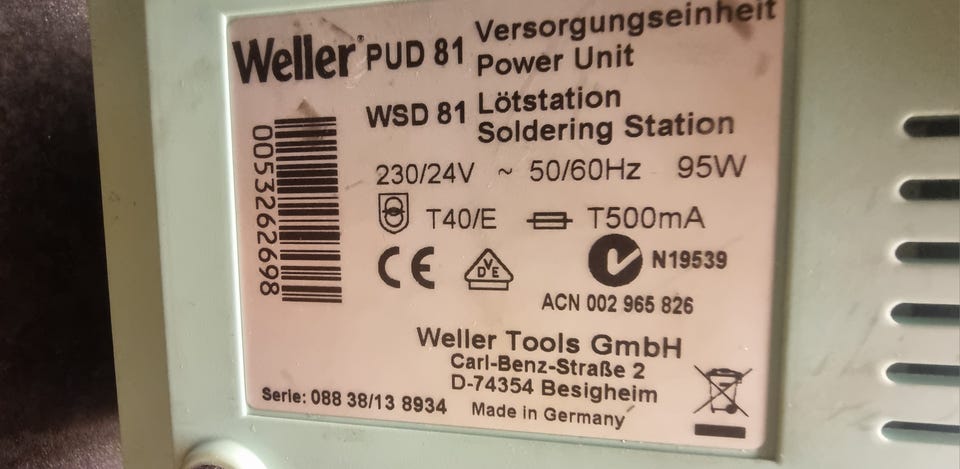 Weller PUD 81 Versorgungseinheit
Power Unit
WSD 81 Lötstation
Soldering Station
230/24V ~ 50/60Hz 95W
T40/E T500mA
CE DVE N19539
ACN 002 965 826
0053262698
Weller Tools GmbH
Carl-Benz-Straße 2
D-74354 Besigheim
Serie: 088 38/13 8934 Made in Germany